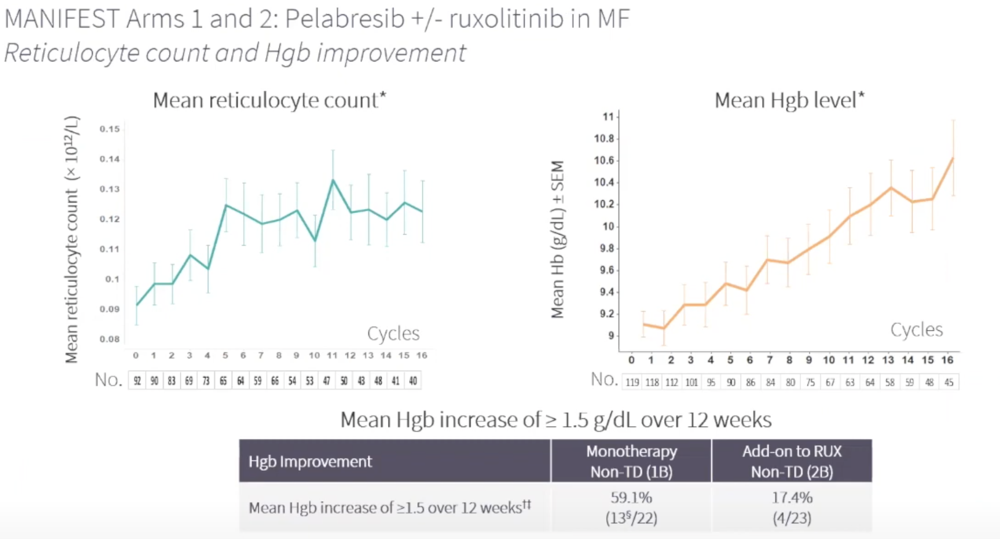 MANIFEST Arms 1 and 2: Pelabresib +/- ruxolitinib in MF
Reticulocyte count and Hgb improvement
Mean reticulocyte count*
Mean reticulocyte count (× 10¹²/L)
0.15
0.14
0.13
0.12
0.11
0.1
0.09
0.08
Cycles
0 1 2 3 4 5 6 7 8 9 10 11 12 13 14 15 16
No. 92 90 83 69 73 65 64 59 66 54 53 47 50 43 48 41 40
Mean Hgb level*
Mean Hb (g/dL) ± SEM
11
10.8
10.6
10.4
10.2
10
9.8
9.6
9.4
9.2
9
Cycles
0 1 2 3 4 5 6 7 8 9 10 11 12 13 14 15 16
No. 119 118 112 101 95 90 86 84 80 75 67 63 64 58 59 48 45
Mean Hgb increase of ≥ 1.5 g/dL over 12 weeks
Hgb Improvement
Monotherapy
Non-TD (1B)
Add-on to RUX
Non-TD (2B)
Mean Hgb increase of ≥1.5 over 12 weeks††
59.1%
(13§/22)
17.4%
(4/23)